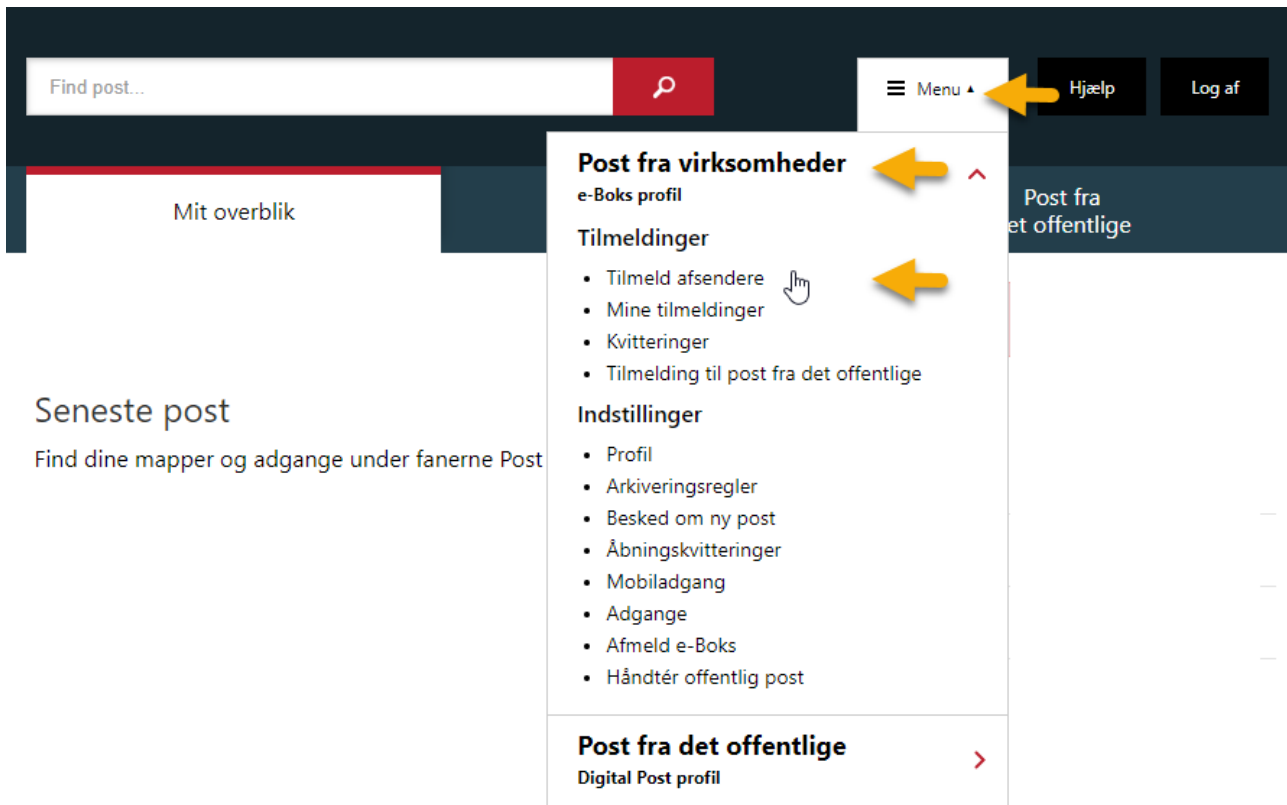 Find post...
Menu
Hjælp
Log af
Mit overblik
Post fra
et offentlige
Post fra virksomheder
e-Boks profil
Tilmeldinger
Tilmeld afsendere
Mine tilmeldinger
Kvitteringer
Tilmelding til post fra det offentlige
Indstillinger
Profil
Arkiveringsregler
Besked om ny post
Åbningskvitteringer
Mobiladgang
Adgange
Afmeld e-Boks
Håndtér offentlig post
Post fra det offentlige
Digital Post profil
Seneste post
Find dine mapper og adgange under fanerne Post